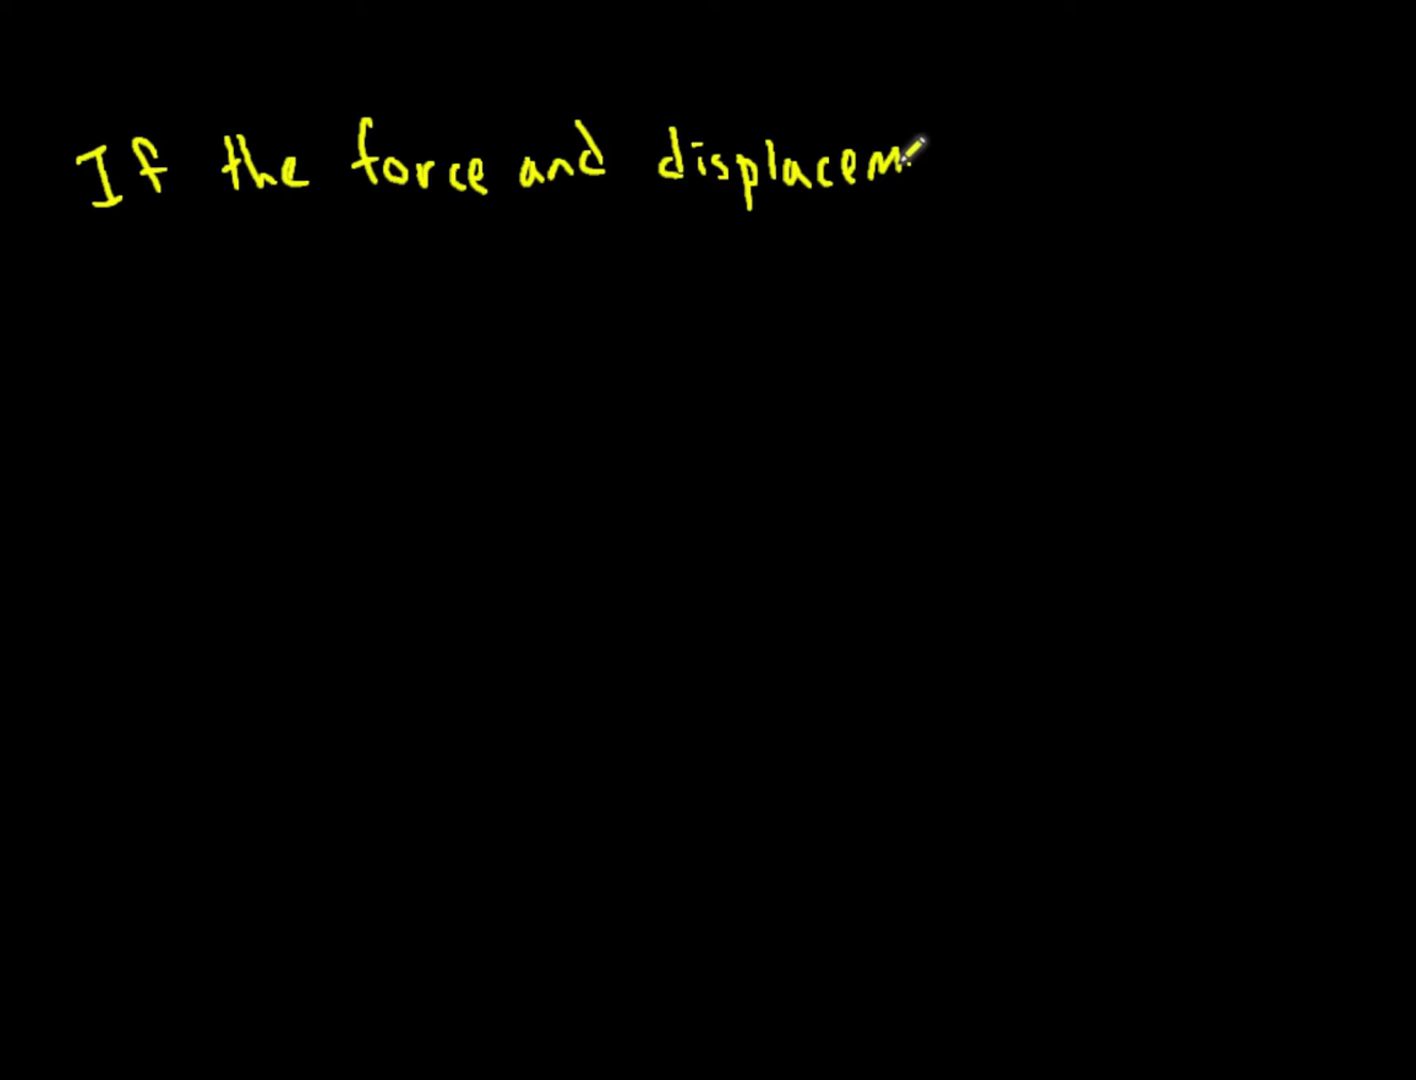 If the force and displacem